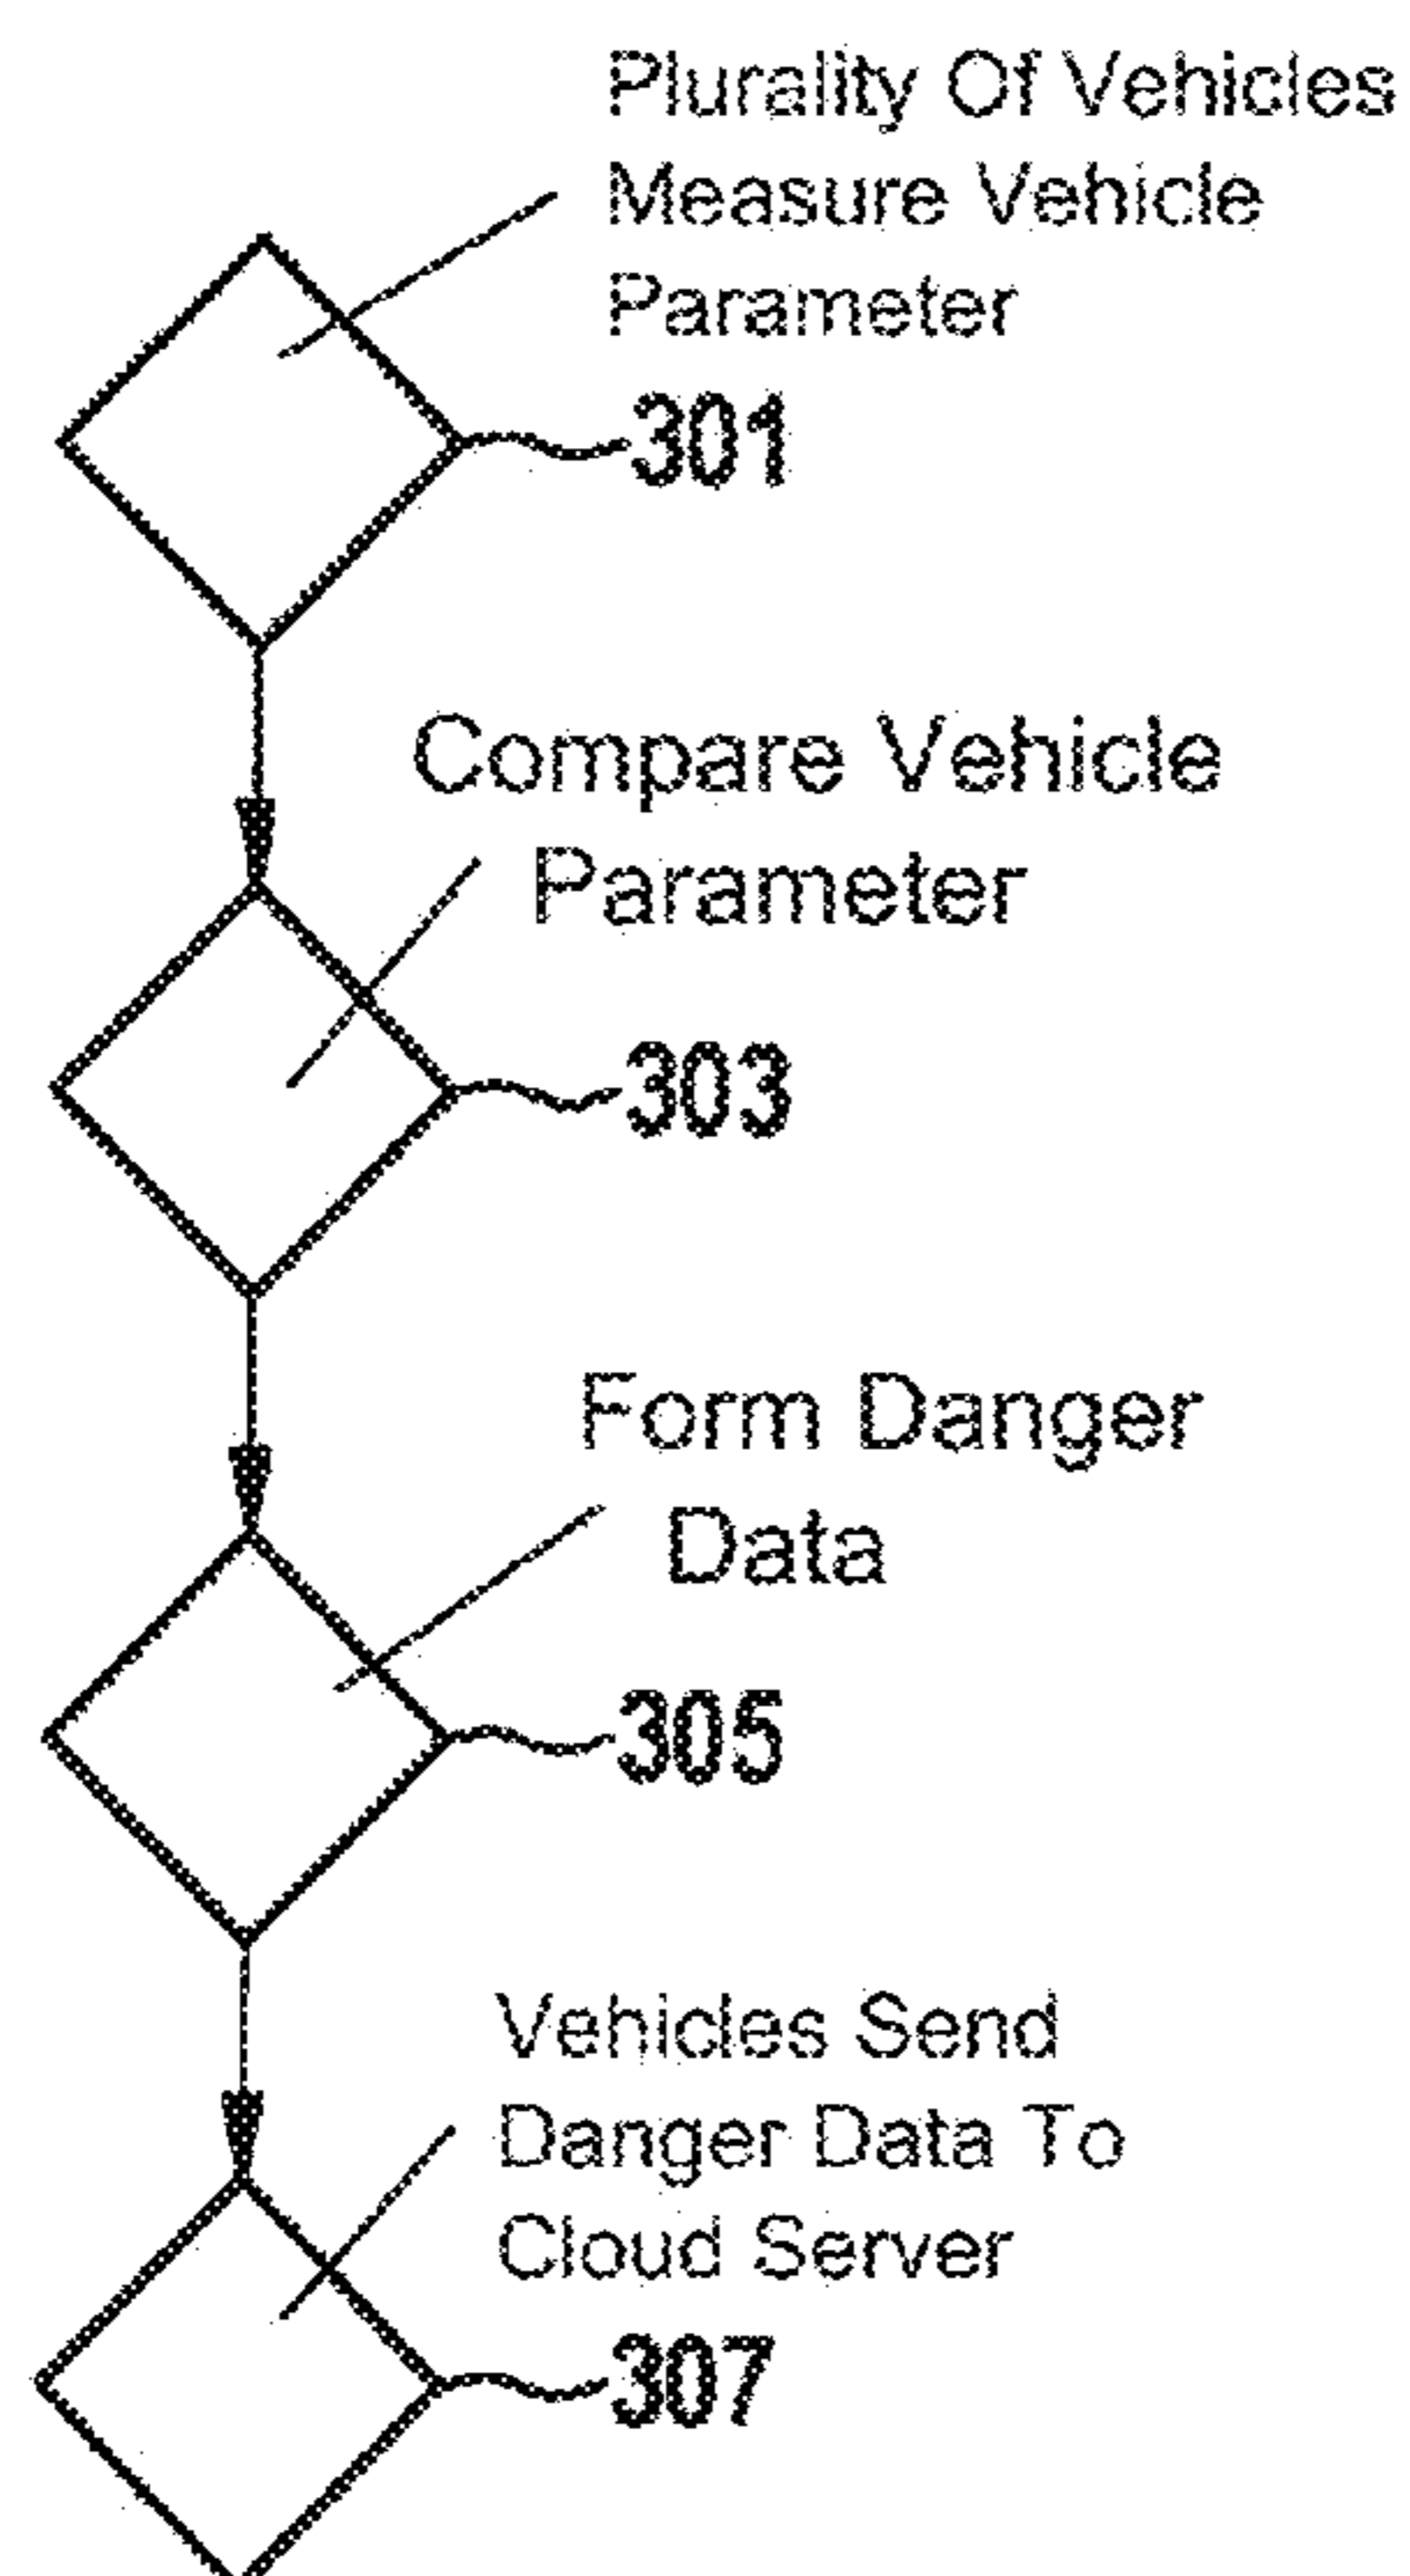 Plurality Of Vehicles
Measure Vehicle
Parameter
301
Compare Vehicle
Parameter
303
Form Danger
Data
305
Vehicles Send
Danger Data To
Cloud Server
307